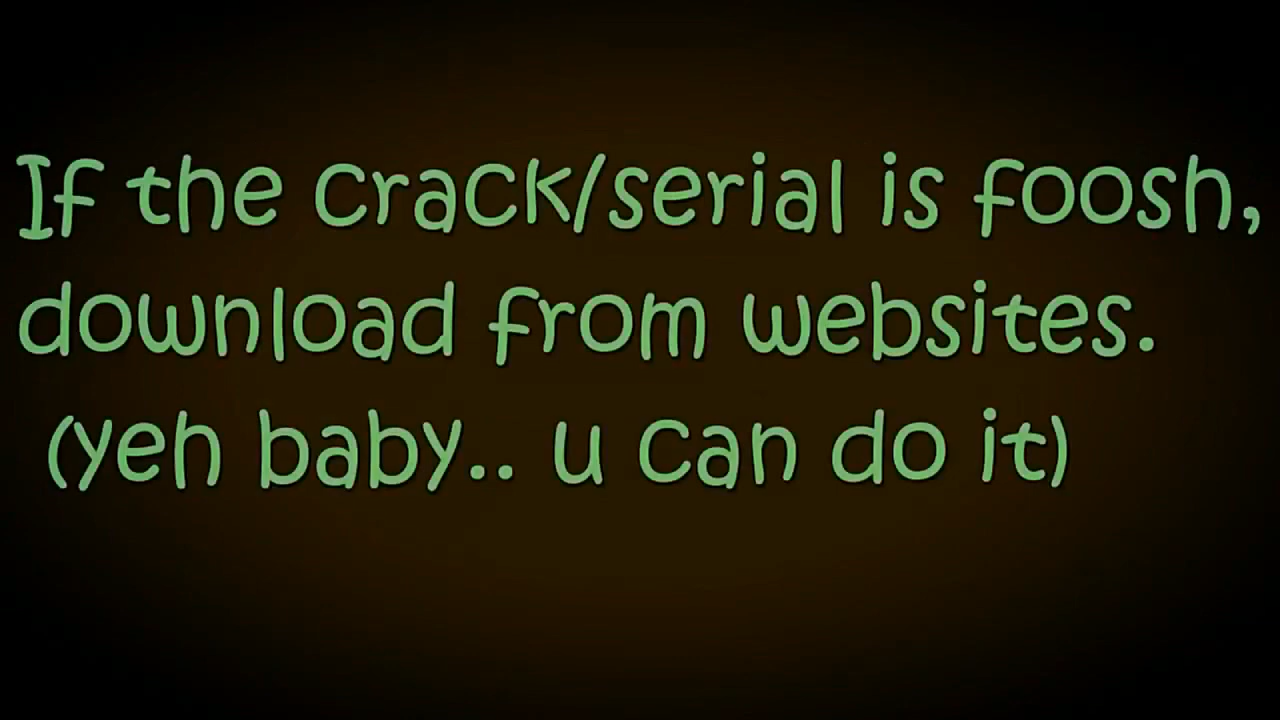 If the crack/serial is foosh,
download from websites.
(yeh baby.. u can do it)